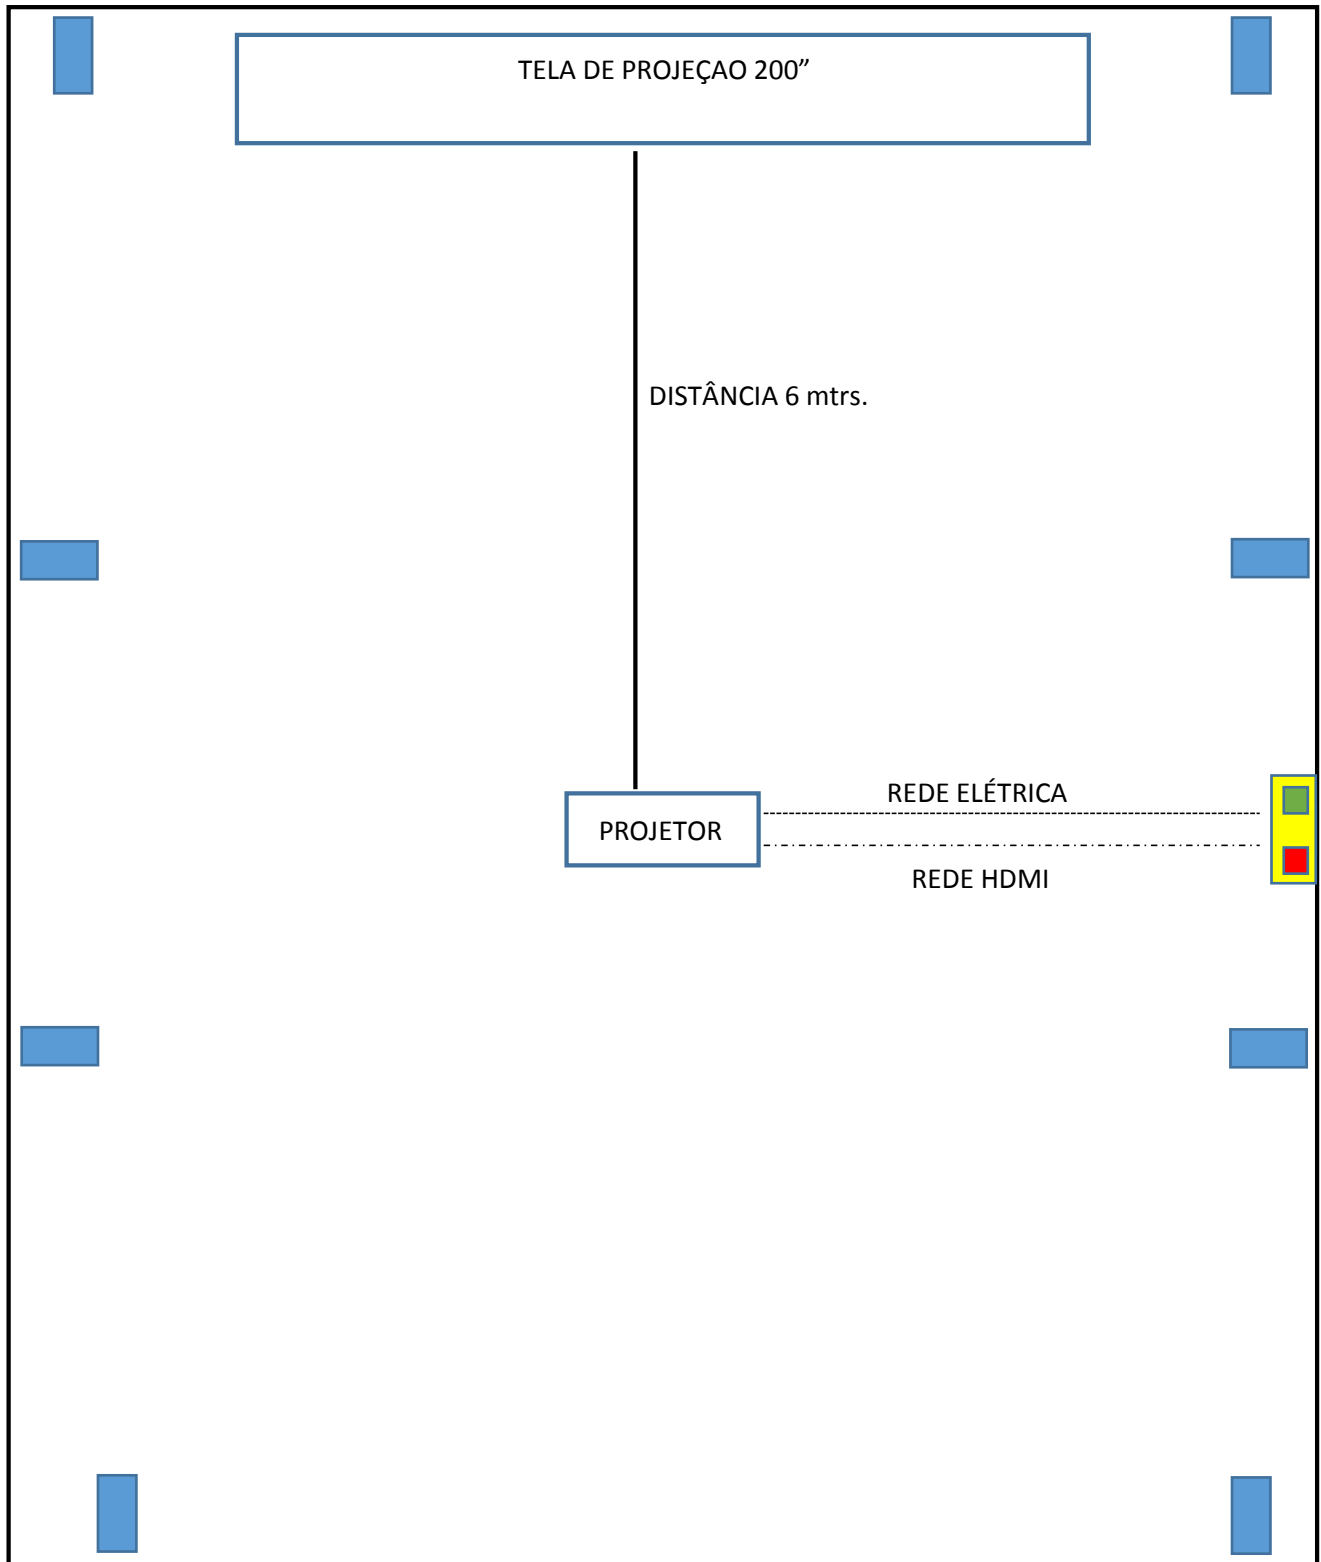 TELA DE PROJEÇAO 200”
DISTÂNCIA 6 mtrs.
REDE ELÉTRICA
PROJETOR
REDE HDMI